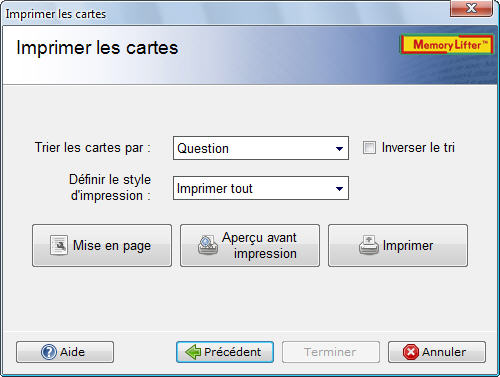 Imprimer les cartes
Imprimer les cartes
MemoryLifter™
Trier les cartes par :
Question
Inverser le tri
Définir le style
d'impression :
Imprimer tout
Mise en page
Aperçu avant
impression
Imprimer
Aide
Précédent
Terminer
Annuler